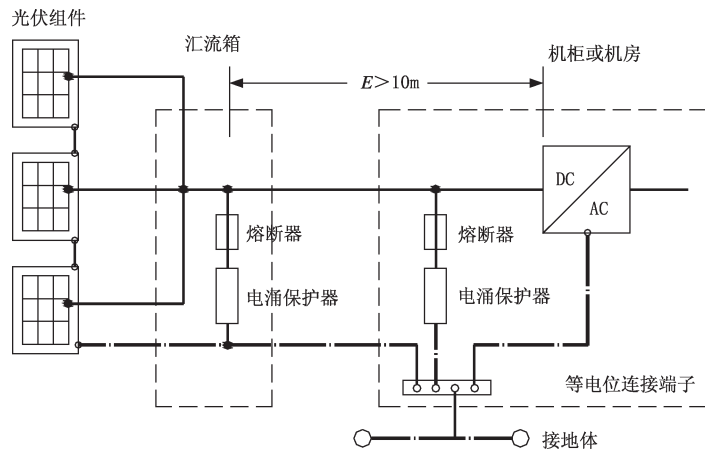 光伏组件
汇流箱
E>10m
机柜或机房
DC
AC
熔断器
熔断器
电涌保护器
电涌保护器
等电位连接端子
接地体